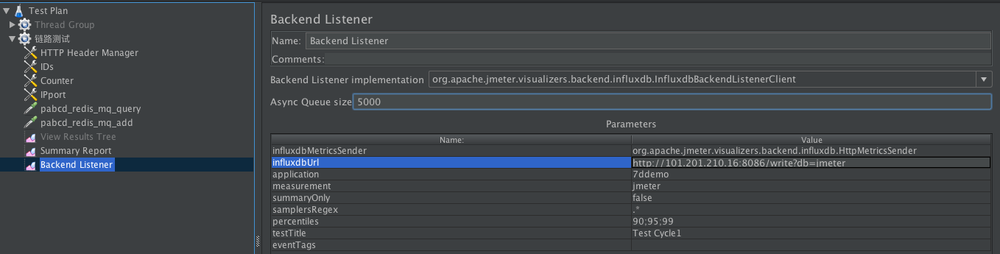 Test Plan
Thread Group
链路测试
HTTP Header Manager
IDs
Counter
IPport
pabcd_redis_mq_query
pabcd_redis_mq_add
View Results Tree
Summary Report
Backend Listener
Backend Listener
Name: Backend Listener
Comments:
Backend Listener implementation org.apache.jmeter.visualizers.backend.influxdb.InfluxdbBackendListenerClient
Async Queue size 5000
Parameters
Name: Value
influxdbMetricsSender org.apache.jmeter.visualizers.backend.influxdb.HttpMetricsSender
influxdbUrl http://101.201.210.16:8086/write?db=jmeter
application 7ddemo
measurement jmeter
summaryOnly false
samplersRegex .*
percentiles 90;95;99
testTitle Test Cycle1
eventTags